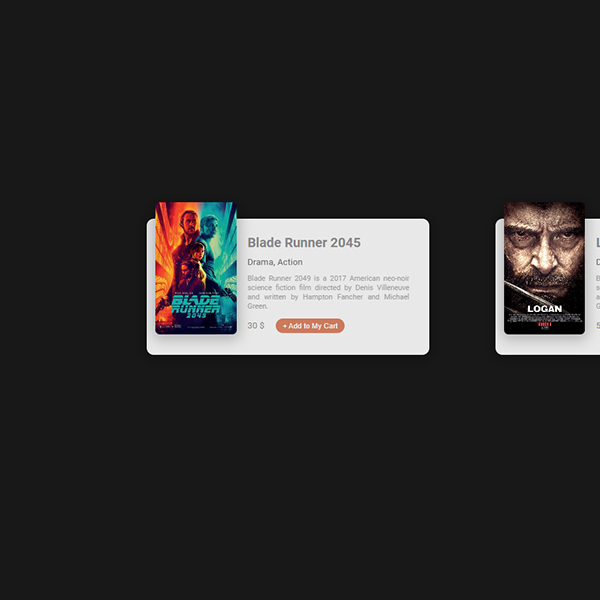 Blade Runner 2045
Drama, Action
Blade Runner 2049 is a 2017 American neo-noir
science fiction film directed by Denis Villeneuve
and written by Hampton Fancher and Michael
Green.
30 $
+ Add to My Cart
BLADE
RUNNER
2049
LOGAN